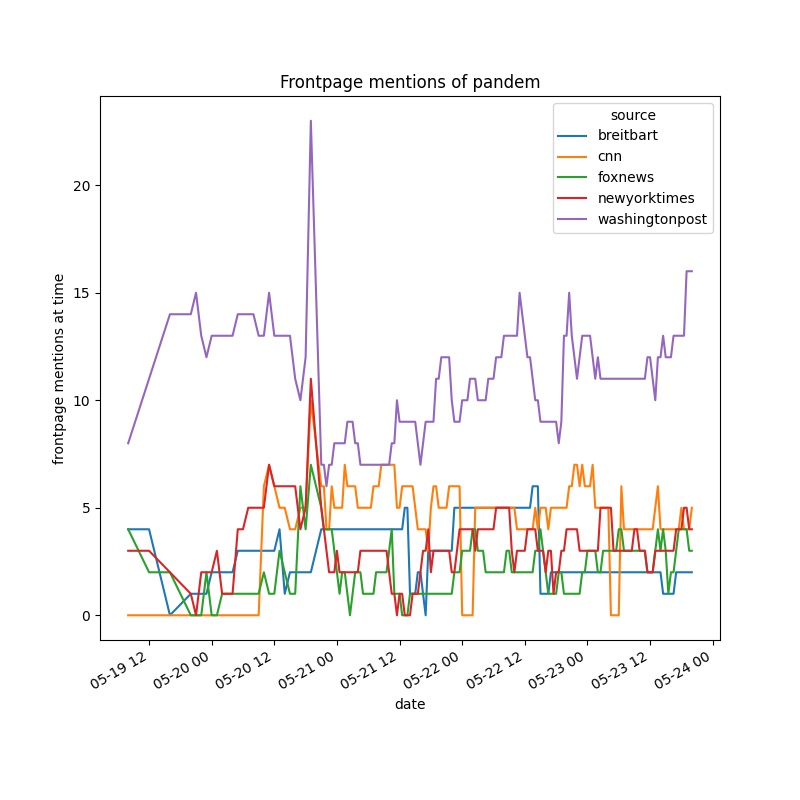 Frontpage mentions of pandem
source
breitbart
cnn
foxnews
newyorktimes
washingtonpost
frontpage mentions at time
20
15
10
5
0
05-19 12
05-20 00
05-20 12
05-21 00
05-21 12
05-22 00
05-22 12
05-23 00
05-23 12
05-24 00
date